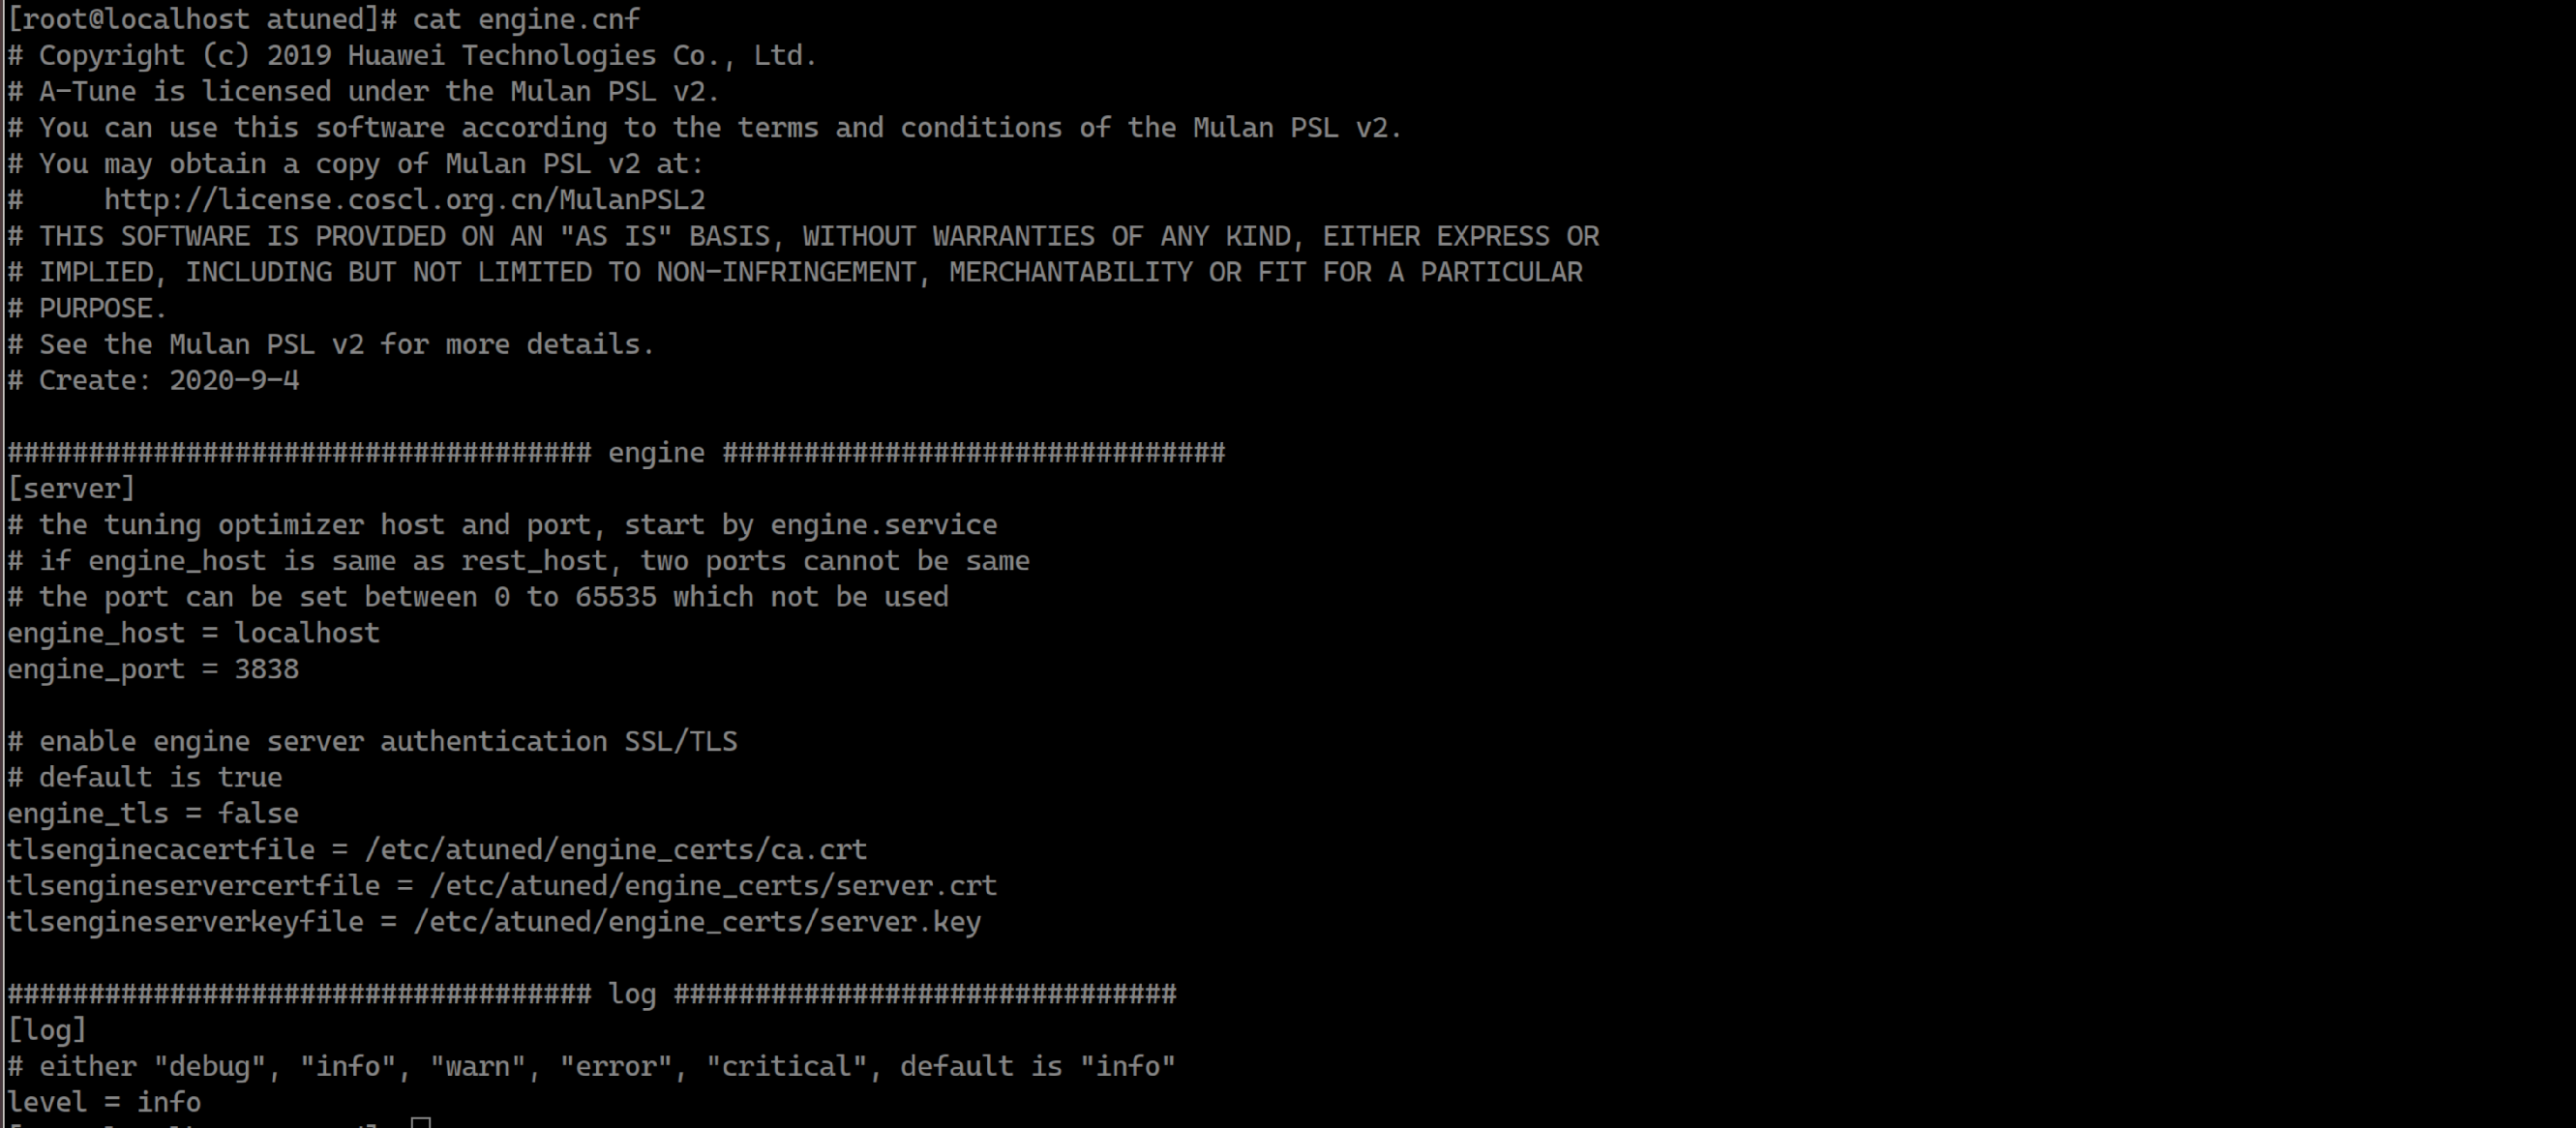 [root@localhost atuned]# cat engine.cnf
# Copyright (c) 2019 Huawei Technologies Co., Ltd.
# A-Tune is licensed under the Mulan PSL v2.
# You can use this software according to the terms and conditions of the Mulan PSL v2.
# You may obtain a copy of Mulan PSL v2 at:
#     http://license.coscl.org.cn/MulanPSL2
# THIS SOFTWARE IS PROVIDED ON AN "AS IS" BASIS, WITHOUT WARRANTIES OF ANY KIND, EITHER EXPRESS OR
# IMPLIED, INCLUDING BUT NOT LIMITED TO NON-INFRINGEMENT, MERCHANTABILITY OR FIT FOR A PARTICULAR
# PURPOSE.
# See the Mulan PSL v2 for more details.
# Create: 2020-9-4

#################################### engine ###############################
[server]
# the tuning optimizer host and port, start by engine.service
# if engine_host is same as rest_host, two ports cannot be same
# the port can be set between 0 to 65535 which not be used
engine_host = localhost
engine_port = 3838

# enable engine server authentication SSL/TLS
# default is true
engine_tls = false
tlsenginecacertfile = /etc/atuned/engine_certs/ca.crt
tlsengineservercertfile = /etc/atuned/engine_certs/server.crt
tlsengineserverkeyfile = /etc/atuned/engine_certs/server.key

#################################### log ###############################
[log]
# either "debug", "info", "warn", "error", "critical", default is "info"
level = info